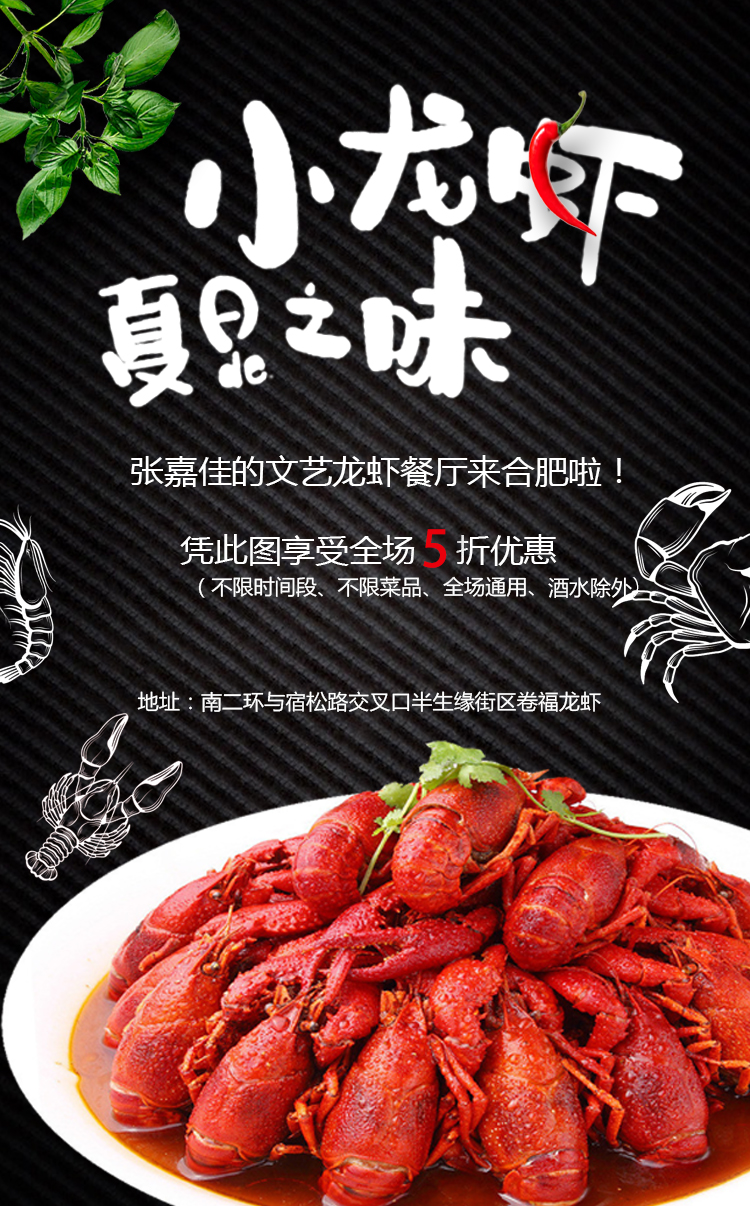 小龙虾
夏日之味
张嘉佳的文艺龙虾餐厅来合肥啦！
凭此图享受全场5折优惠
（不限时间段、不限菜品、全场通用、酒水除外）
地址：南二环与宿松路交叉口半生缘街区卷福龙虾